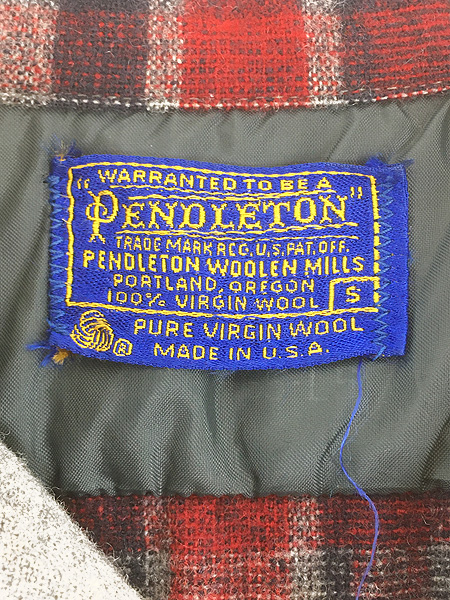 WARRANTED TO BE A
"PENDLETON"
TRADE MARK REG. U.S. PAT. OFF.
PENDLETON WOOLEN MILLS
PORTLAND, OREGON
100% VIRGIN WOOL
S
® PURE VIRGIN WOOL
MADE IN U.S.A.